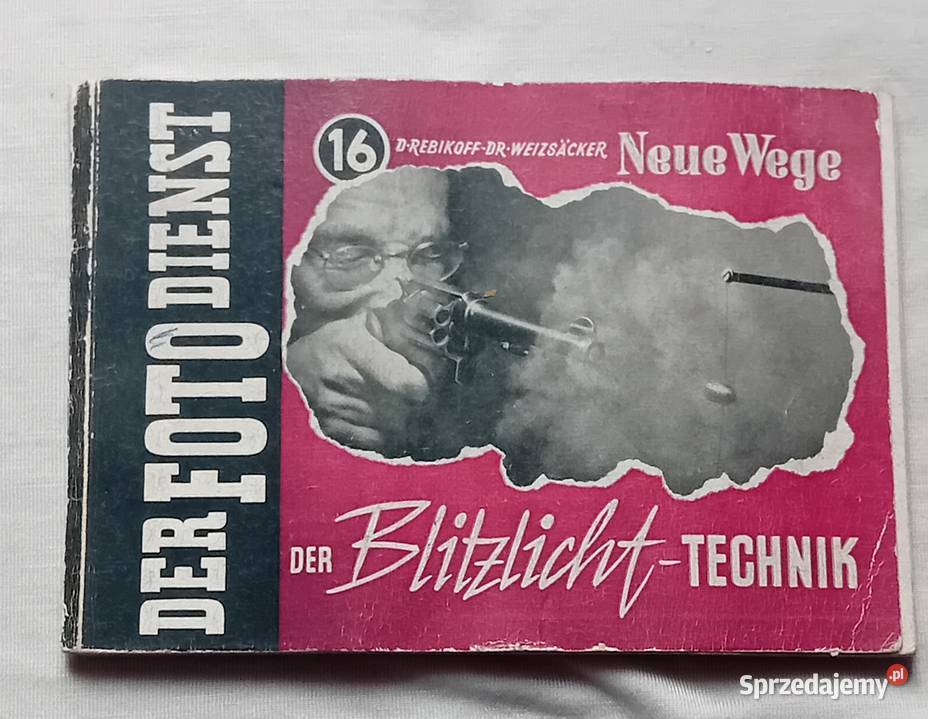 DER FOTO DIENST
16
D·REBIKOFF-DR·WEIZSÄCKER
Neue Wege
DER Blitzlicht-TECHNIK
Sprzedajemy.pl